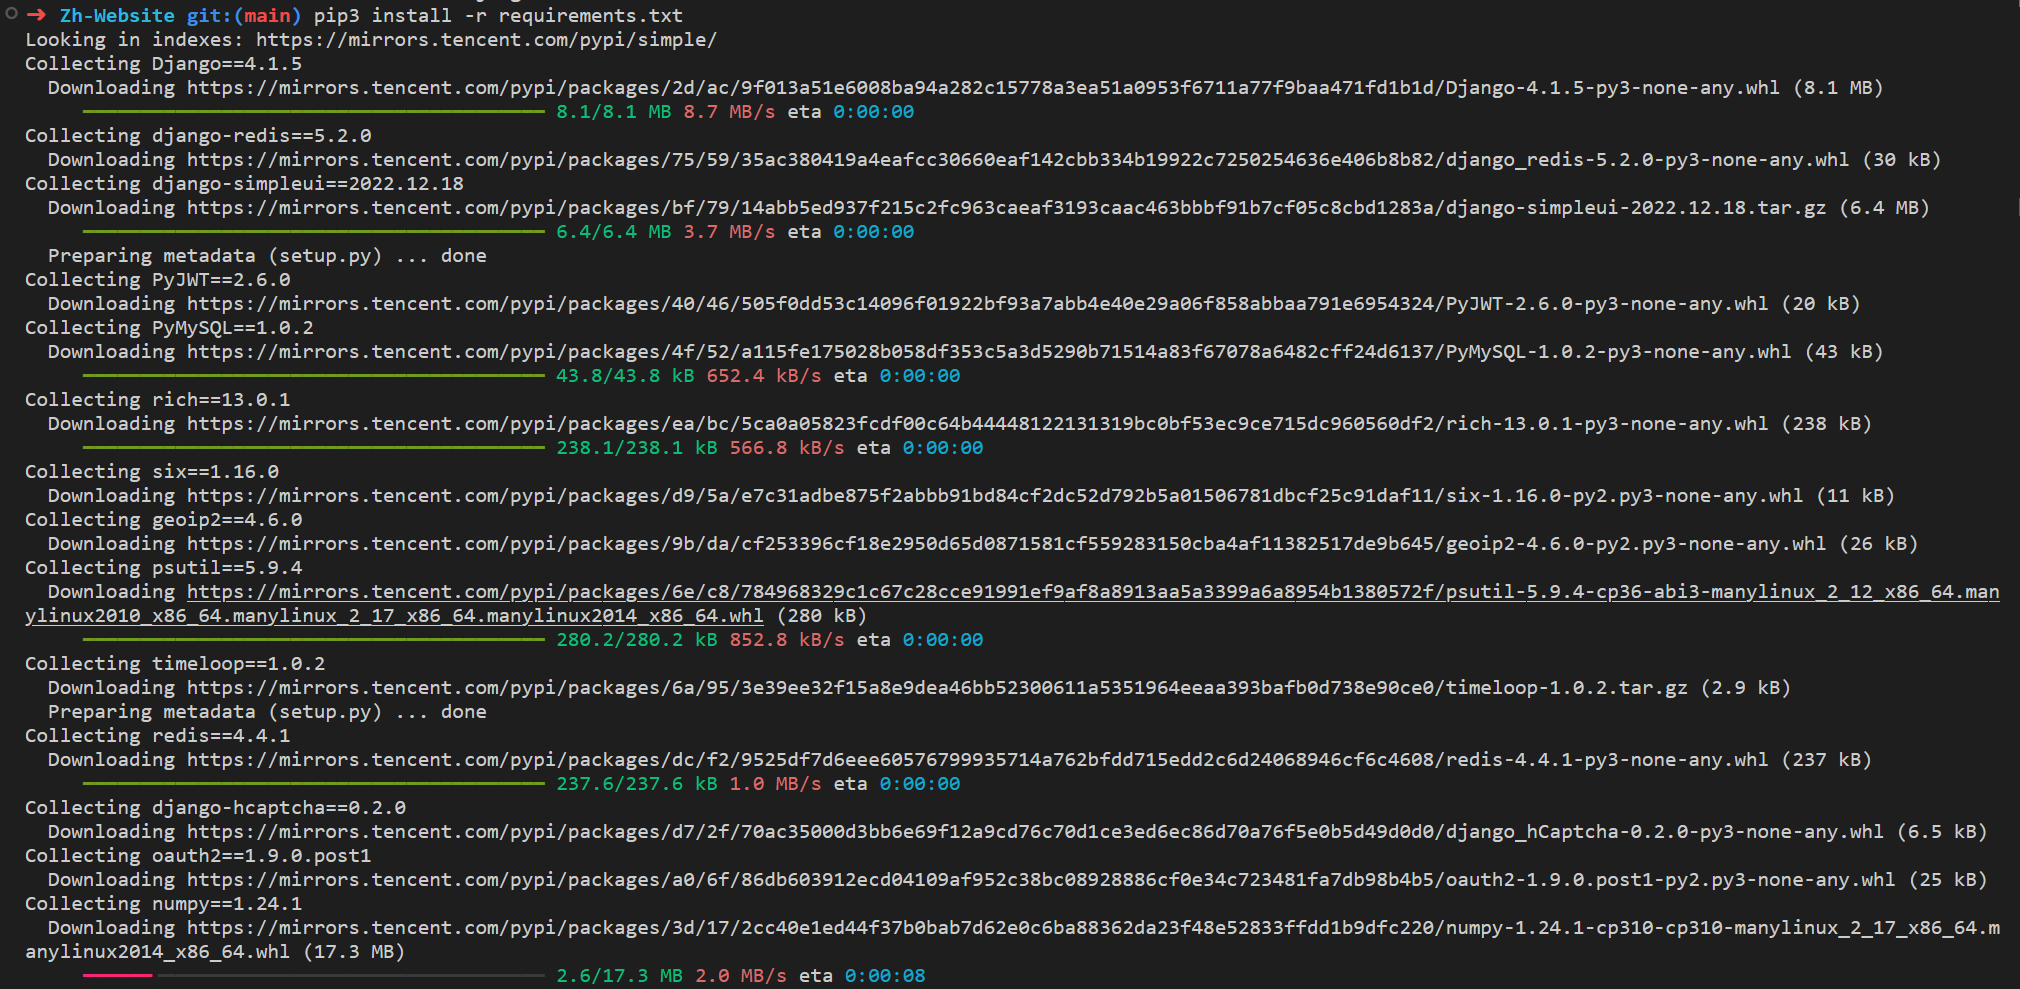 ➜ Zh-Website git:(main) pip3 install -r requirements.txt
Looking in indexes: https://mirrors.tencent.com/pypi/simple/
Collecting Django==4.1.5
Downloading https://mirrors.tencent.com/pypi/packages/2d/ac/9f013a51e6008ba94a282c15778a3ea51a0953f6711a77f9baa471fd1b1d/Django-4.1.5-py3-none-any.whl (8.1 MB)
8.1/8.1 MB 8.7 MB/s eta 0:00:00
Collecting django-redis==5.2.0
Downloading https://mirrors.tencent.com/pypi/packages/75/59/35ac380419a4eafcc30660eaf142cbb334b19922c7250254636e406b8b82/django_redis-5.2.0-py3-none-any.whl (30 kB)
Collecting django-simpleui==2022.12.18
Downloading https://mirrors.tencent.com/pypi/packages/bf/79/14abb5ed937f215c2fc963caeaf3193caac463bbbf91b7cf05c8cbd1283a/django-simpleui-2022.12.18.tar.gz (6.4 MB)
6.4/6.4 MB 3.7 MB/s eta 0:00:00
Preparing metadata (setup.py) ... done
Collecting PyJWT==2.6.0
Downloading https://mirrors.tencent.com/pypi/packages/40/46/505f0dd53c14096f01922bf93a7abb4e40e29a06f858abbaa791e6954324/PyJWT-2.6.0-py3-none-any.whl (20 kB)
Collecting PyMySQL==1.0.2
Downloading https://mirrors.tencent.com/pypi/packages/4f/52/a115fe175028b058df353c5a3d5290b71514a83f67078a6482cff24d6137/PyMySQL-1.0.2-py3-none-any.whl (43 kB)
43.8/43.8 kB 652.4 kB/s eta 0:00:00
Collecting rich==13.0.1
Downloading https://mirrors.tencent.com/pypi/packages/ea/bc/5ca0a05823fcdf00c64b44448122131319bc0bf53ec9ce715dc960560df2/rich-13.0.1-py3-none-any.whl (238 kB)
238.1/238.1 kB 566.8 kB/s eta 0:00:00
Collecting six==1.16.0
Downloading https://mirrors.tencent.com/pypi/packages/d9/5a/e7c31adbe875f2abbb91bd84cf2dc52d792b5a01506781dbcf25c91daf11/six-1.16.0-py2.py3-none-any.whl (11 kB)
Collecting geoip2==4.6.0
Downloading https://mirrors.tencent.com/pypi/packages/9b/da/cf253396cf18e2950d65d0871581cf559283150cba4af11382517de9b645/geoip2-4.6.0-py2.py3-none-any.whl (26 kB)
Collecting psutil==5.9.4
Downloading https://mirrors.tencent.com/pypi/packages/6e/c8/784968329c1c67c28cce91991ef9af8a8913aa5a3399a6a8954b1380572f/psutil-5.9.4-cp36-abi3-manylinux_2_12_x86_64.man
ylinux2010_x86_64.manylinux_2_17_x86_64.manylinux2014_x86_64.whl (280 kB)
280.2/280.2 kB 852.8 kB/s eta 0:00:00
Collecting timeloop==1.0.2
Downloading https://mirrors.tencent.com/pypi/packages/6a/95/3e39ee32f15a8e9dea46bb52300611a5351964eeaa393bafb0d738e90ce0/timeloop-1.0.2.tar.gz (2.9 kB)
Preparing metadata (setup.py) ... done
Collecting redis==4.4.1
Downloading https://mirrors.tencent.com/pypi/packages/dc/f2/9525df7d6eee60576799935714a762bfdd715edd2c6d24068946cf6c4608/redis-4.4.1-py3-none-any.whl (237 kB)
237.6/237.6 kB 1.0 MB/s eta 0:00:00
Collecting django-hcaptcha==0.2.0
Downloading https://mirrors.tencent.com/pypi/packages/d7/2f/70ac35000d3bb6e69f12a9cd76c70d1ce3ed6ec86d70a76f5e0b5d49d0d0/django_hCaptcha-0.2.0-py3-none-any.whl (6.5 kB)
Collecting oauth2==1.9.0.post1
Downloading https://mirrors.tencent.com/pypi/packages/a0/6f/86db603912ecd04109af952c38bc08928886cf0e34c723481fa7db98b4b5/oauth2-1.9.0.post1-py2.py3-none-any.whl (25 kB)
Collecting numpy==1.24.1
Downloading https://mirrors.tencent.com/pypi/packages/3d/17/2cc40e1ed44f37b0bab7d62e0c6ba88362da23f48e52833ffdd1b9dfc220/numpy-1.24.1-cp310-cp310-manylinux_2_17_x86_64.m
anylinux2014_x86_64.whl (17.3 MB)
2.6/17.3 MB 2.0 MB/s eta 0:00:08